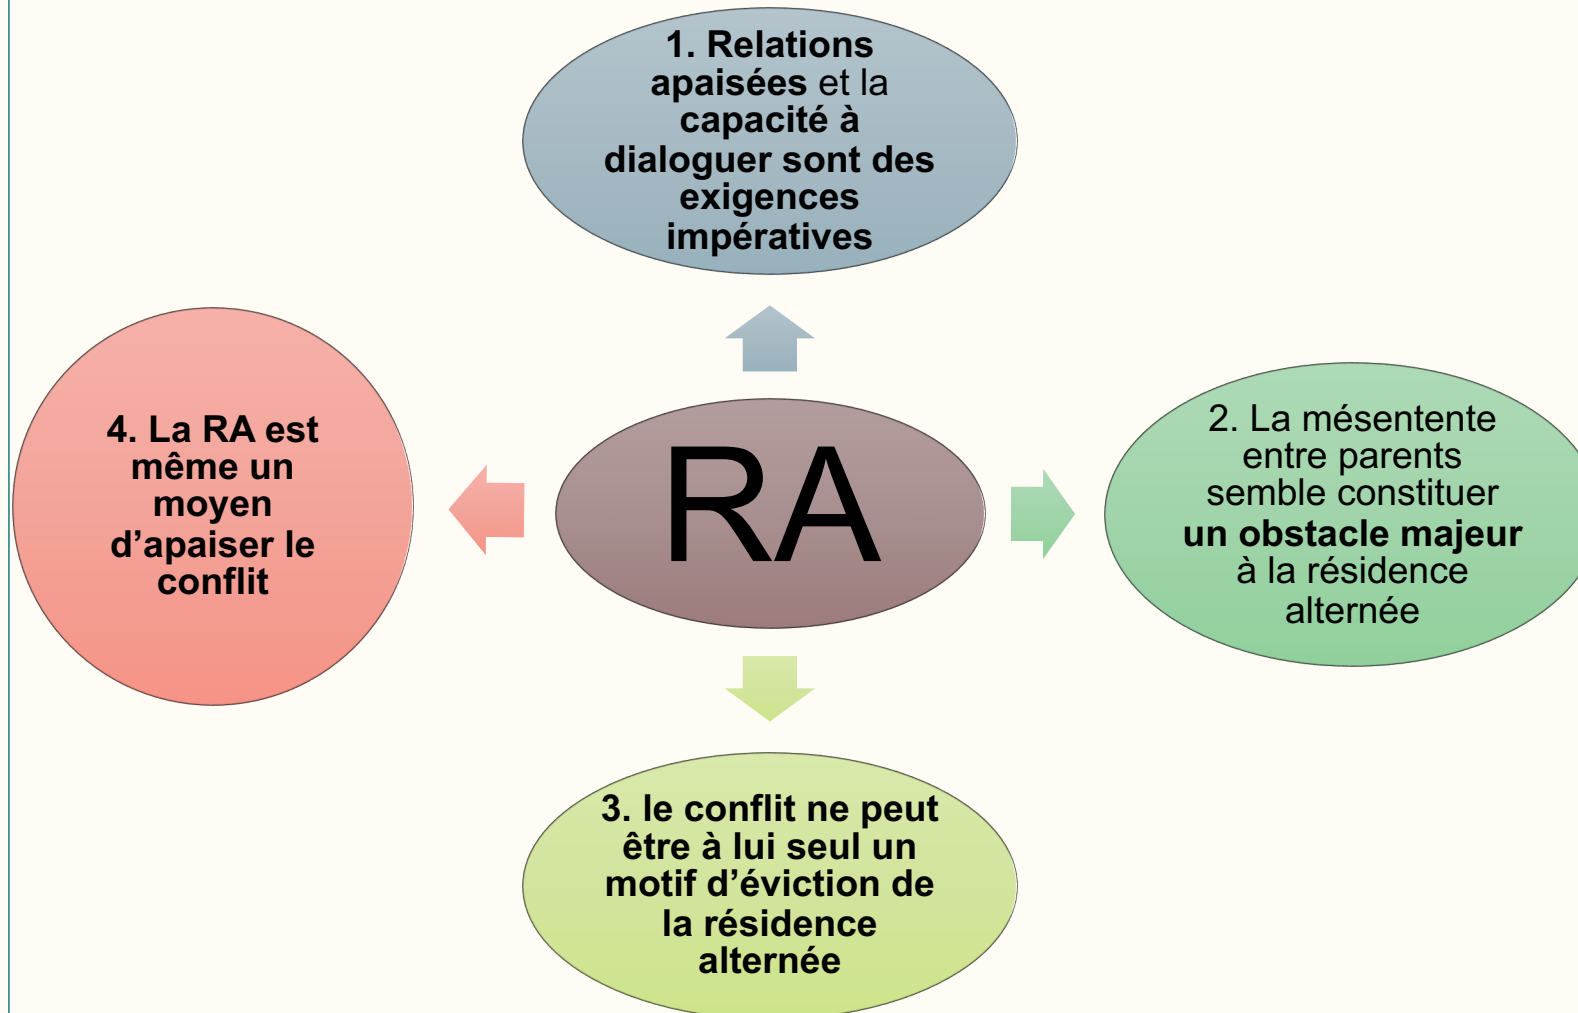 1. Relations
apaisées et la
capacité à
dialoguer sont des
exigences
impératives
RA
2. La mésentente
entre parents
semble constituer
un obstacle majeur
à la résidence
alternée
3. le conflit ne peut
être à lui seul un
motif d’éviction de
la résidence
alternée
4. La RA est
même un
moyen
d’apaiser le
conflit